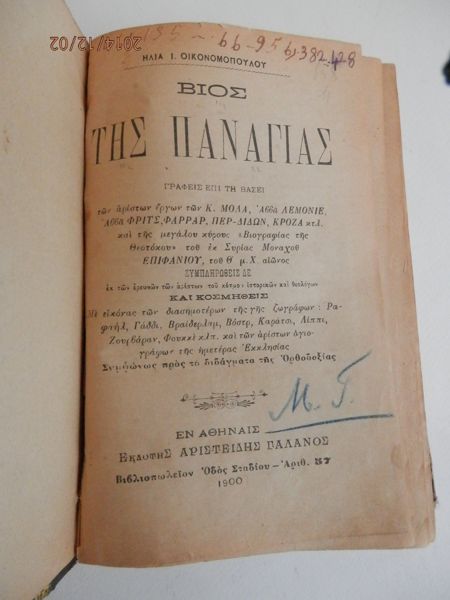 2014/12/02
ΗΛΙΑ Ι. ΟΙΚΟΝΟΜΟΠΟΥΛΟΥ
ΒΙΟΣ
ΤΗΣ ΠΑΝΑΓΙΑΣ
ΓΡΑΦΕΙΣ ΕΠΙ ΤΗ ΒΑΣΕΙ
τῶν ἀρίστων ἔργων τῶν Κ. ΜΟΛΑ, Ἀββᾶ ΛΕΜΟΝΙΕ,
Ἀββᾶ ΦΡΙΤΣ, ΦΑΡΡΑΡ, ΠΕΡ-ΔΙΔΩΝ, ΚΡΟΖΑ κτλ.
καὶ τῆς μεγάλου κύρους «Βιογραφίας τῆς
Θεοτόκου» τοῦ ἐκ Συρίας Μοναχοῦ
ΕΠΙΦΑΝΙΟΥ, τοῦ Θ′ μ. Χ αἰῶνος
ΣΥΜΠΛΗΡΩΘΕΙΣ ΔΕ
ἐκ τῶν ἐρευνῶν τῶν ἀρίστων τοῦ κόσμου ἱστορικῶν καὶ θεολόγων
ΚΑΙ ΚΟΣΜΗΘΕΙΣ
Μὲ εἰκόνας τῶν διασημοτέρων τῆς γῆς ζωγράφων: Ρα-
φαήλ, Γάδδι, Βραΐδερλημ, Βόστρ, Καράτσι, Λίππι,
Ζουρβάραν, Φουκκὶ κλπ. καὶ τῶν ἀρίστων ἁγιο-
γράφων τῆς ἡμετέρας Ἐκκλησίας
Συμφώνως πρὸς τὰ διδάγματα τῆς Ὀρθοδοξίας
Μ. Γ.
ΕΝ ΑΘΗΝΑΙΣ
ΕΚΔΟΤΗΣ ΑΡΙΣΤΕΙΔΗΣ ΓΑΛΑΝΟΣ
Βιβλιοπωλεῖον Ὁδὸς Σταδίου – Ἀριθ. 57
1900